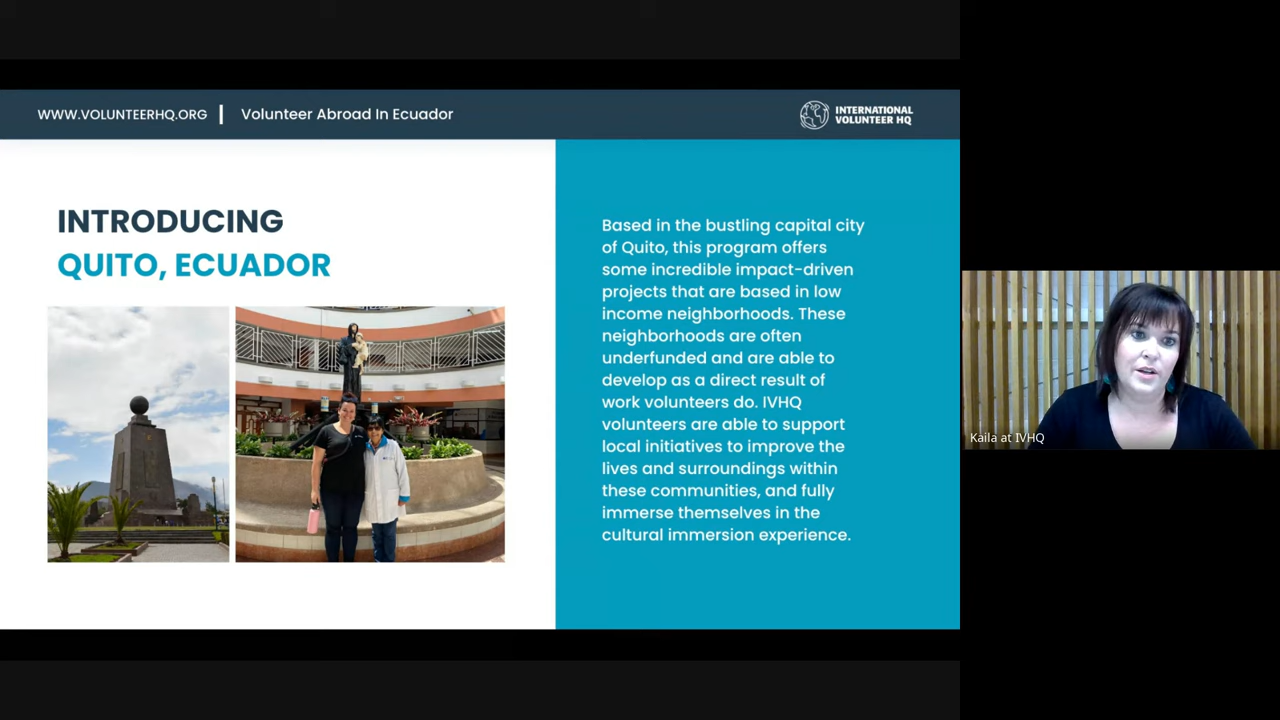 WWW.VOLUNTEERHQ.ORG | Volunteer Abroad In Ecuador
INTERNATIONAL
VOLUNTEER HQ
INTRODUCING
QUITO, ECUADOR
Based in the bustling capital city
of Quito, this program offers
some incredible impact-driven
projects that are based in low
income neighborhoods. These
neighborhoods are often
underfunded and are able to
develop as a direct result of
work volunteers do. IVHQ
volunteers are able to support
local initiatives to improve the
lives and surroundings within
these communities, and fully
immerse themselves in the
cultural immersion experience.
Kaila at IVHQ